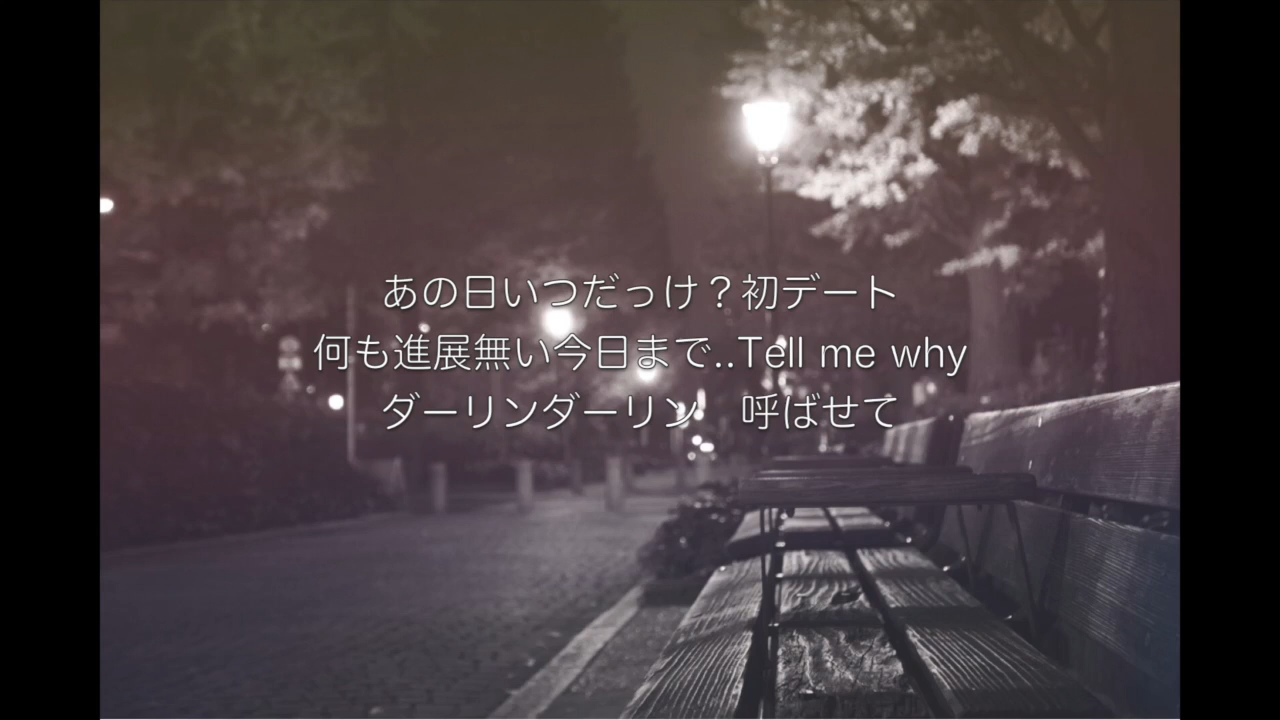 あの日いつだっけ？初デート
何も進展無い今日まで..Tell me why
ダーリンダーリン　呼ばせて